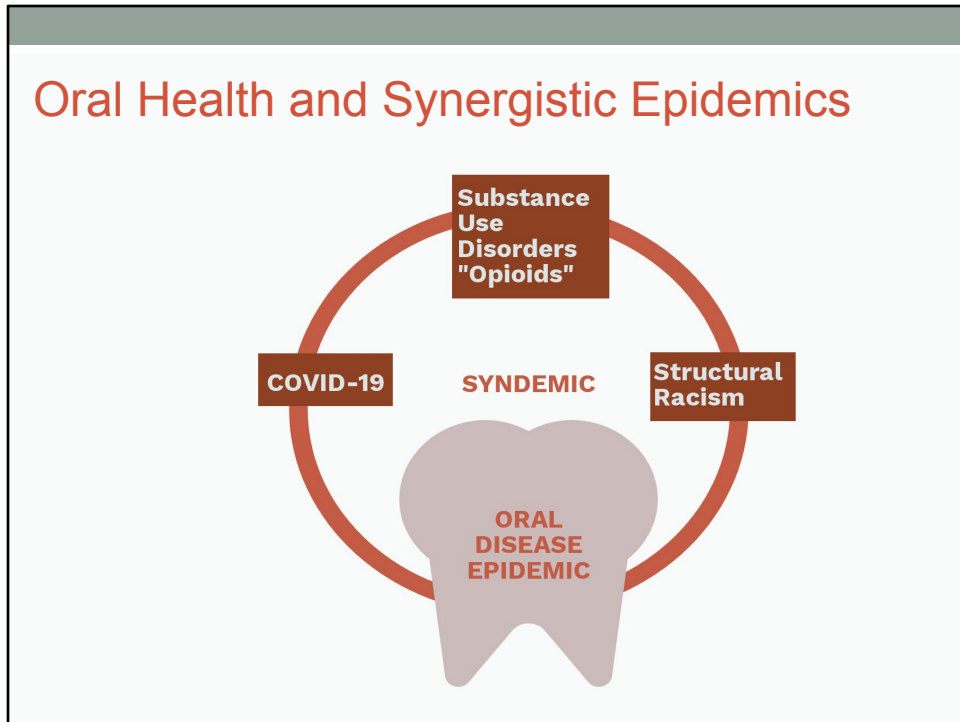 Oral Health and Synergistic Epidemics
Substance
Use
Disorders
"Opioids"
COVID-19
SYNDEMIC
Structural
Racism
ORAL
DISEASE
EPIDEMIC